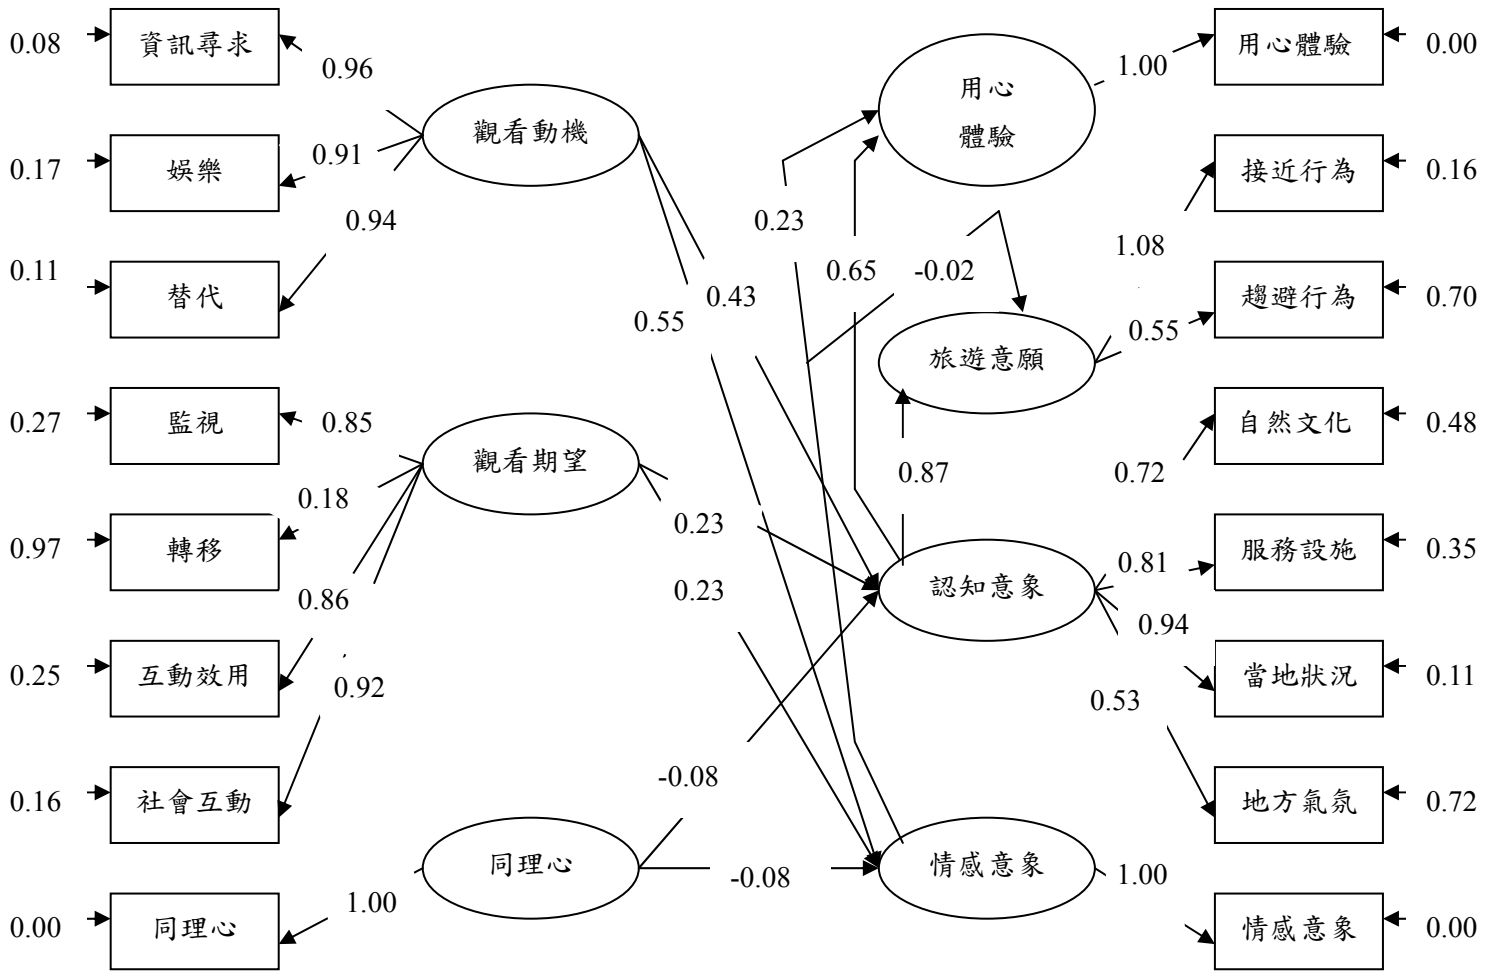 0.08
資訊尋求
0.96
0.17
娛樂
0.91
0.94
0.11
替代
0.27
監視
0.85
0.97
轉移
0.18
0.25
互動效用
0.86
0.16
社會互動
0.92
0.00
同理心
1.00
觀看動機
0.43
0.55
觀看期望
0.23
0.23
同理心
-0.08
-0.08
用心
體驗
0.23
0.65
-0.02
旅遊意願
0.87
認知意象
情感意象
1.00
用心體驗
0.00
1.08
接近行為
0.16
0.55
趨避行為
0.70
0.72
自然文化
0.48
0.81
服務設施
0.35
0.94
當地狀況
0.11
0.53
地方氣氛
0.72
1.00
情感意象
0.00